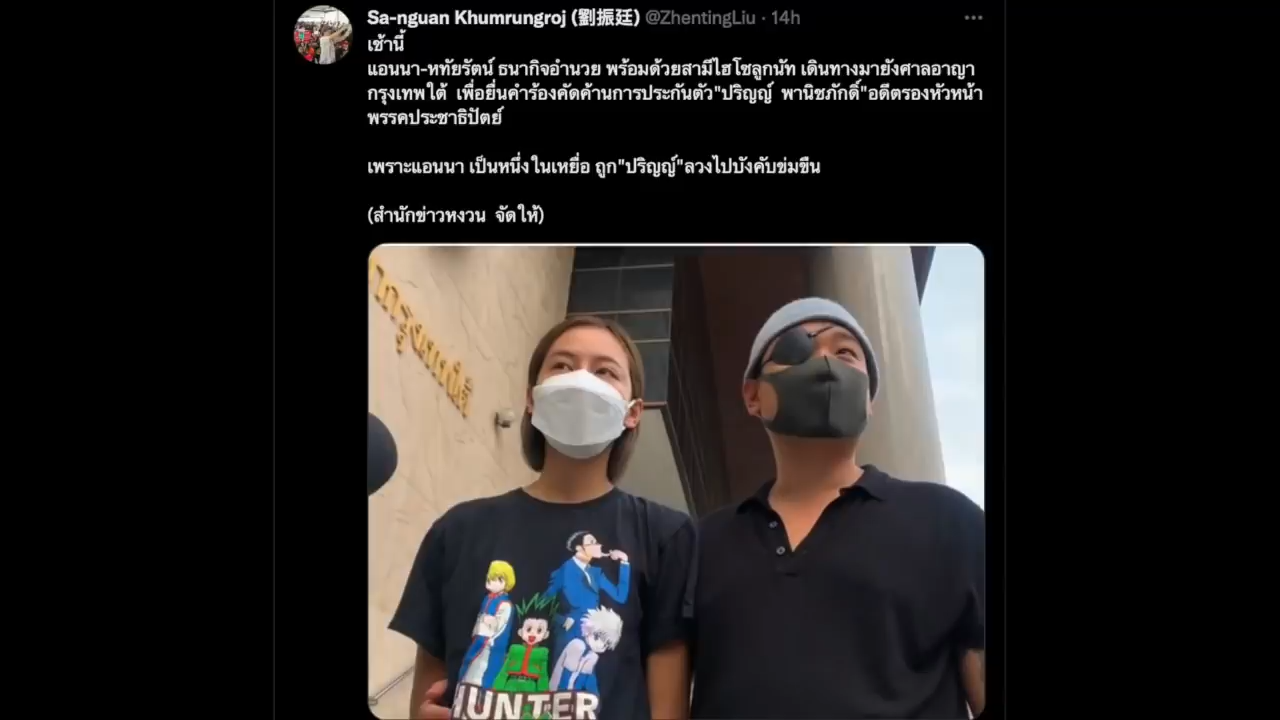 Sa-nguan Khumrungroj (劉振廷) @ZhentingLiu · 14h
เช้านี้
แอนนา-หทัยรัตน์ ธนากิจอำนวย พร้อมด้วยสามีไฮโซลูกนัท เดินทางมายังศาลอาญา
กรุงเทพใต้ เพื่อยื่นคำร้องคัดค้านการประกันตัว"ปริญญ์ พานิชภักดิ์"อดีตรองหัวหน้า
พรรคประชาธิปัตย์
เพราะแอนนา เป็นหนึ่งในเหยื่อ ถูก"ปริญญ์"ลวงไปบังคับข่มขืน
(สำนักข่าวหงวน จัดให้)
กรุงเทพใต้
HUNTER